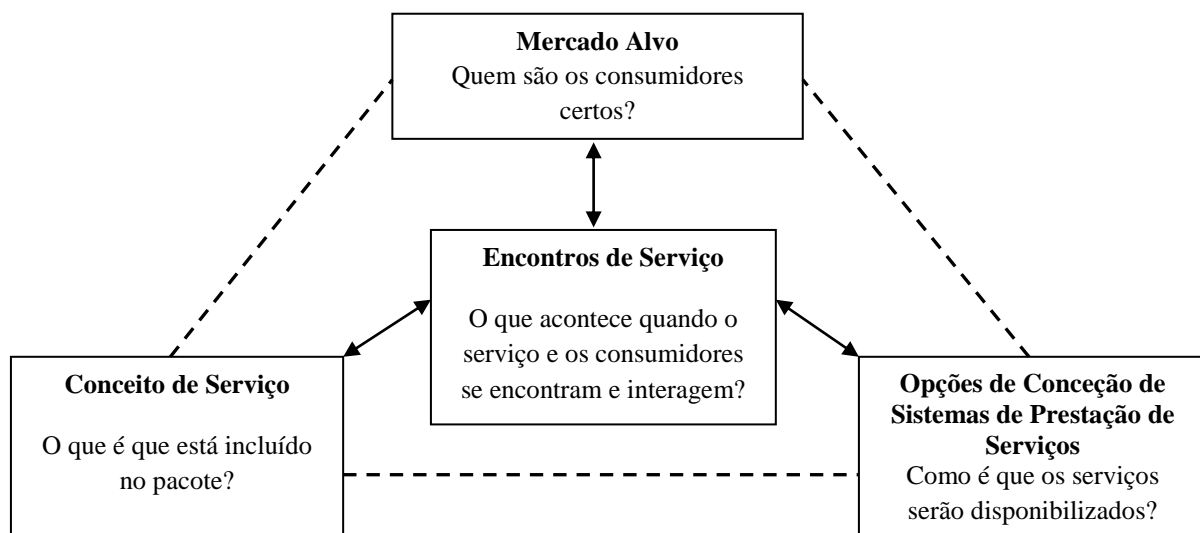 Mercado Alvo
Quem são os consumidores
certos?
Encontros de Serviço
O que acontece quando o
serviço e os consumidores
se encontram e interagem?
Conceito de Serviço
O que é que está incluído
no pacote?
Opções de Conceção de
Sistemas de Prestação de
Serviços
Como é que os serviços
serão disponibilizados?